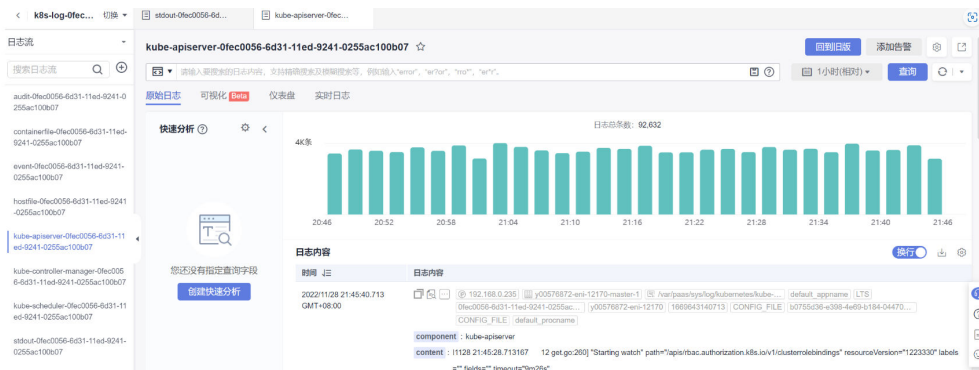 k8s-log-0fec... 切换
stdout-0fec0056-6d...
kube-apiserver-0fec...
日志流
搜索日志流
audit-0fec0056-6d31-11ed-9241-0
255ac100b07
containerfile-0fec0056-6d31-11ed-
9241-0255ac100b07
event-0fec0056-6d31-11ed-9241-
0255ac100b07
hostfile-0fec0056-6d31-11ed-9241
-0255ac100b07
kube-apiserver-0fec0056-6d31-11
ed-9241-0255ac100b07
kube-controller-manager-0fec005
6-6d31-11ed-9241-0255ac100b07
kube-scheduler-0fec0056-6d31-11
ed-9241-0255ac100b07
stdout-0fec0056-6d31-11ed-9241-
0255ac100b07
kube-apiserver-0fec0056-6d31-11ed-9241-0255ac100b07
回到旧版 添加告警
请输入要搜索的日志内容，支持精确搜索及模糊搜索等，例如输入"error"，"er?or"，"rro*"，"er*r"。
1小时(相对) 查询
原始日志 可视化 Beta 仪表盘 实时日志
快速分析
您还没有指定查询字段
创建快速分析
日志总条数：92,632
4K条
20:46 20:52 20:58 21:04 21:10 21:16 21:22 21:28 21:34 21:40 21:46
日志内容
换行
时间 日志内容
2022/11/28 21:45:40.713
GMT+08:00
192.168.0.235 y00576872-eni-12170-master-1 /var/paas/sys/log/kubernetes/kube-... default_appname LTS
0fec0056-6d31-11ed-9241-0255ac... y00576872-eni-12170 1669643140713 CONFIG_FILE b0755d36-e398-4e69-b184-04470...
CONFIG_FILE default_procname
component : kube-apiserver
content : I1128 21:45:28.713167 12 get.go:260] "Starting watch" path="/apis/rbac.authorization.k8s.io/v1/clusterrolebindings" resourceVersion="1223330" labels
="" fields="" timeout="9m26s"